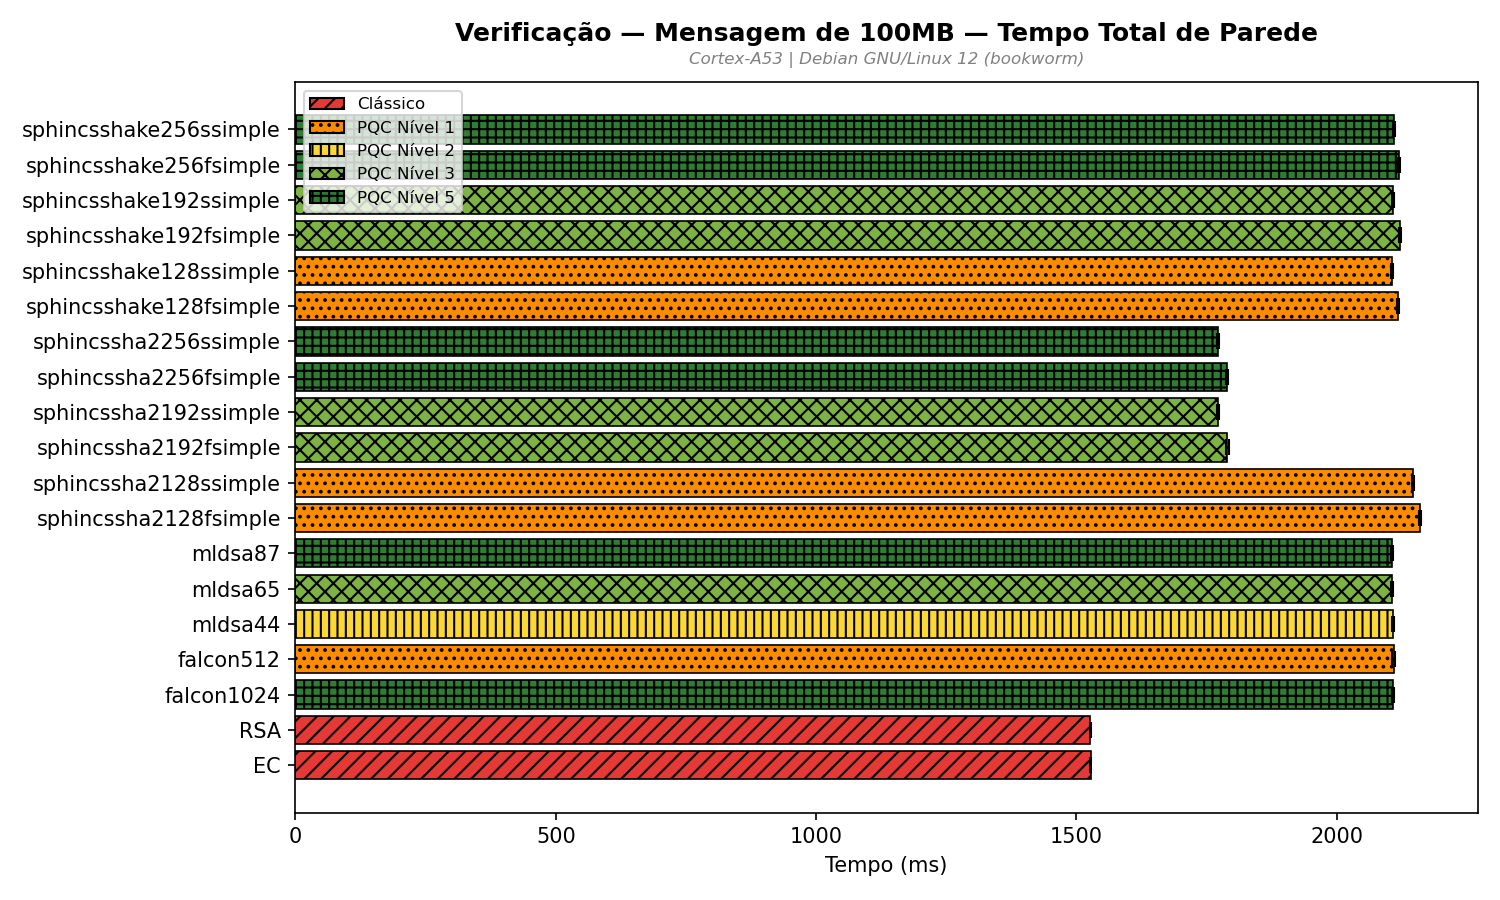 Verificação — Mensagem de 100MB — Tempo Total de Parede
Cortex-A53 | Debian GNU/Linux 12 (bookworm)
Clássico
PQC Nível 1
PQC Nível 2
PQC Nível 3
PQC Nível 5
sphincsshake256ssimple
sphincsshake256fsimple
sphincsshake192ssimple
sphincsshake192fsimple
sphincsshake128ssimple
sphincsshake128fsimple
sphincssha2256ssimple
sphincssha2256fsimple
sphincssha2192ssimple
sphincssha2192fsimple
sphincssha2128ssimple
sphincssha2128fsimple
mldsa87
mldsa65
mldsa44
falcon512
falcon1024
RSA
EC
0 500 1000 1500 2000
Tempo (ms)